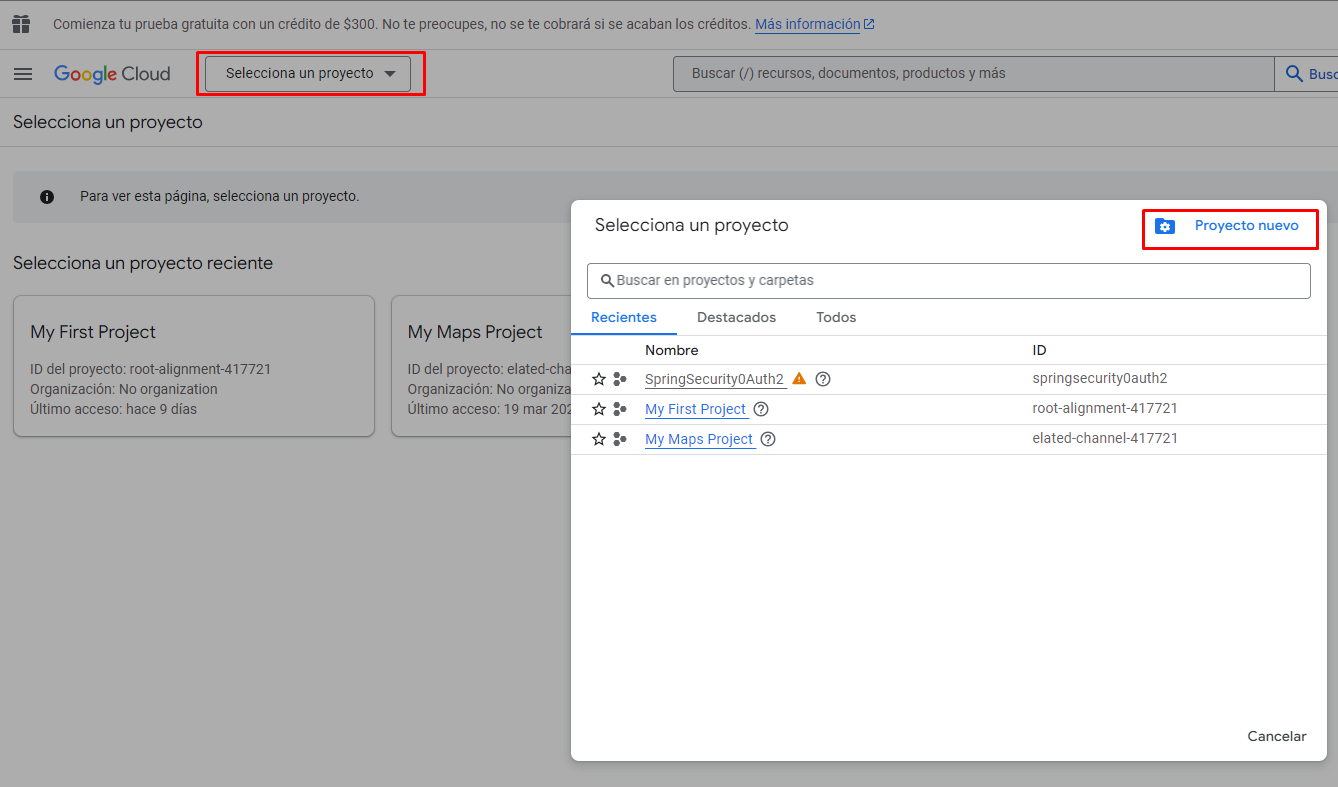 Comienza tu prueba gratuita con un crédito de $300. No te preocupes, no se te cobrará si se acaban los créditos. Más información
Google Cloud
Selecciona un proyecto
Buscar (/) recursos, documentos, productos y más
Busc
Selecciona un proyecto
Para ver esta página, selecciona un proyecto.
Selecciona un proyecto reciente
My First Project
ID del proyecto: root-alignment-417721
Organización: No organization
Último acceso: hace 9 días
My Maps Project
ID del proyecto: elated-cha
Organización: No organiza
Último acceso: 19 mar 202
Selecciona un proyecto
Proyecto nuevo
Buscar en proyectos y carpetas
Recientes Destacados Todos
Nombre ID
SpringSecurity0Auth2 springsecurity0auth2
My First Project root-alignment-417721
My Maps Project elated-channel-417721
Cancelar